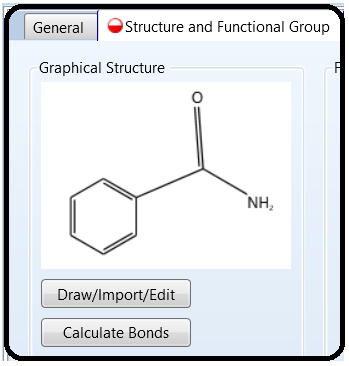 General
Structure and Functional Group
Graphical Structure
F
O
NH₂
Draw/Import/Edit
Calculate Bonds